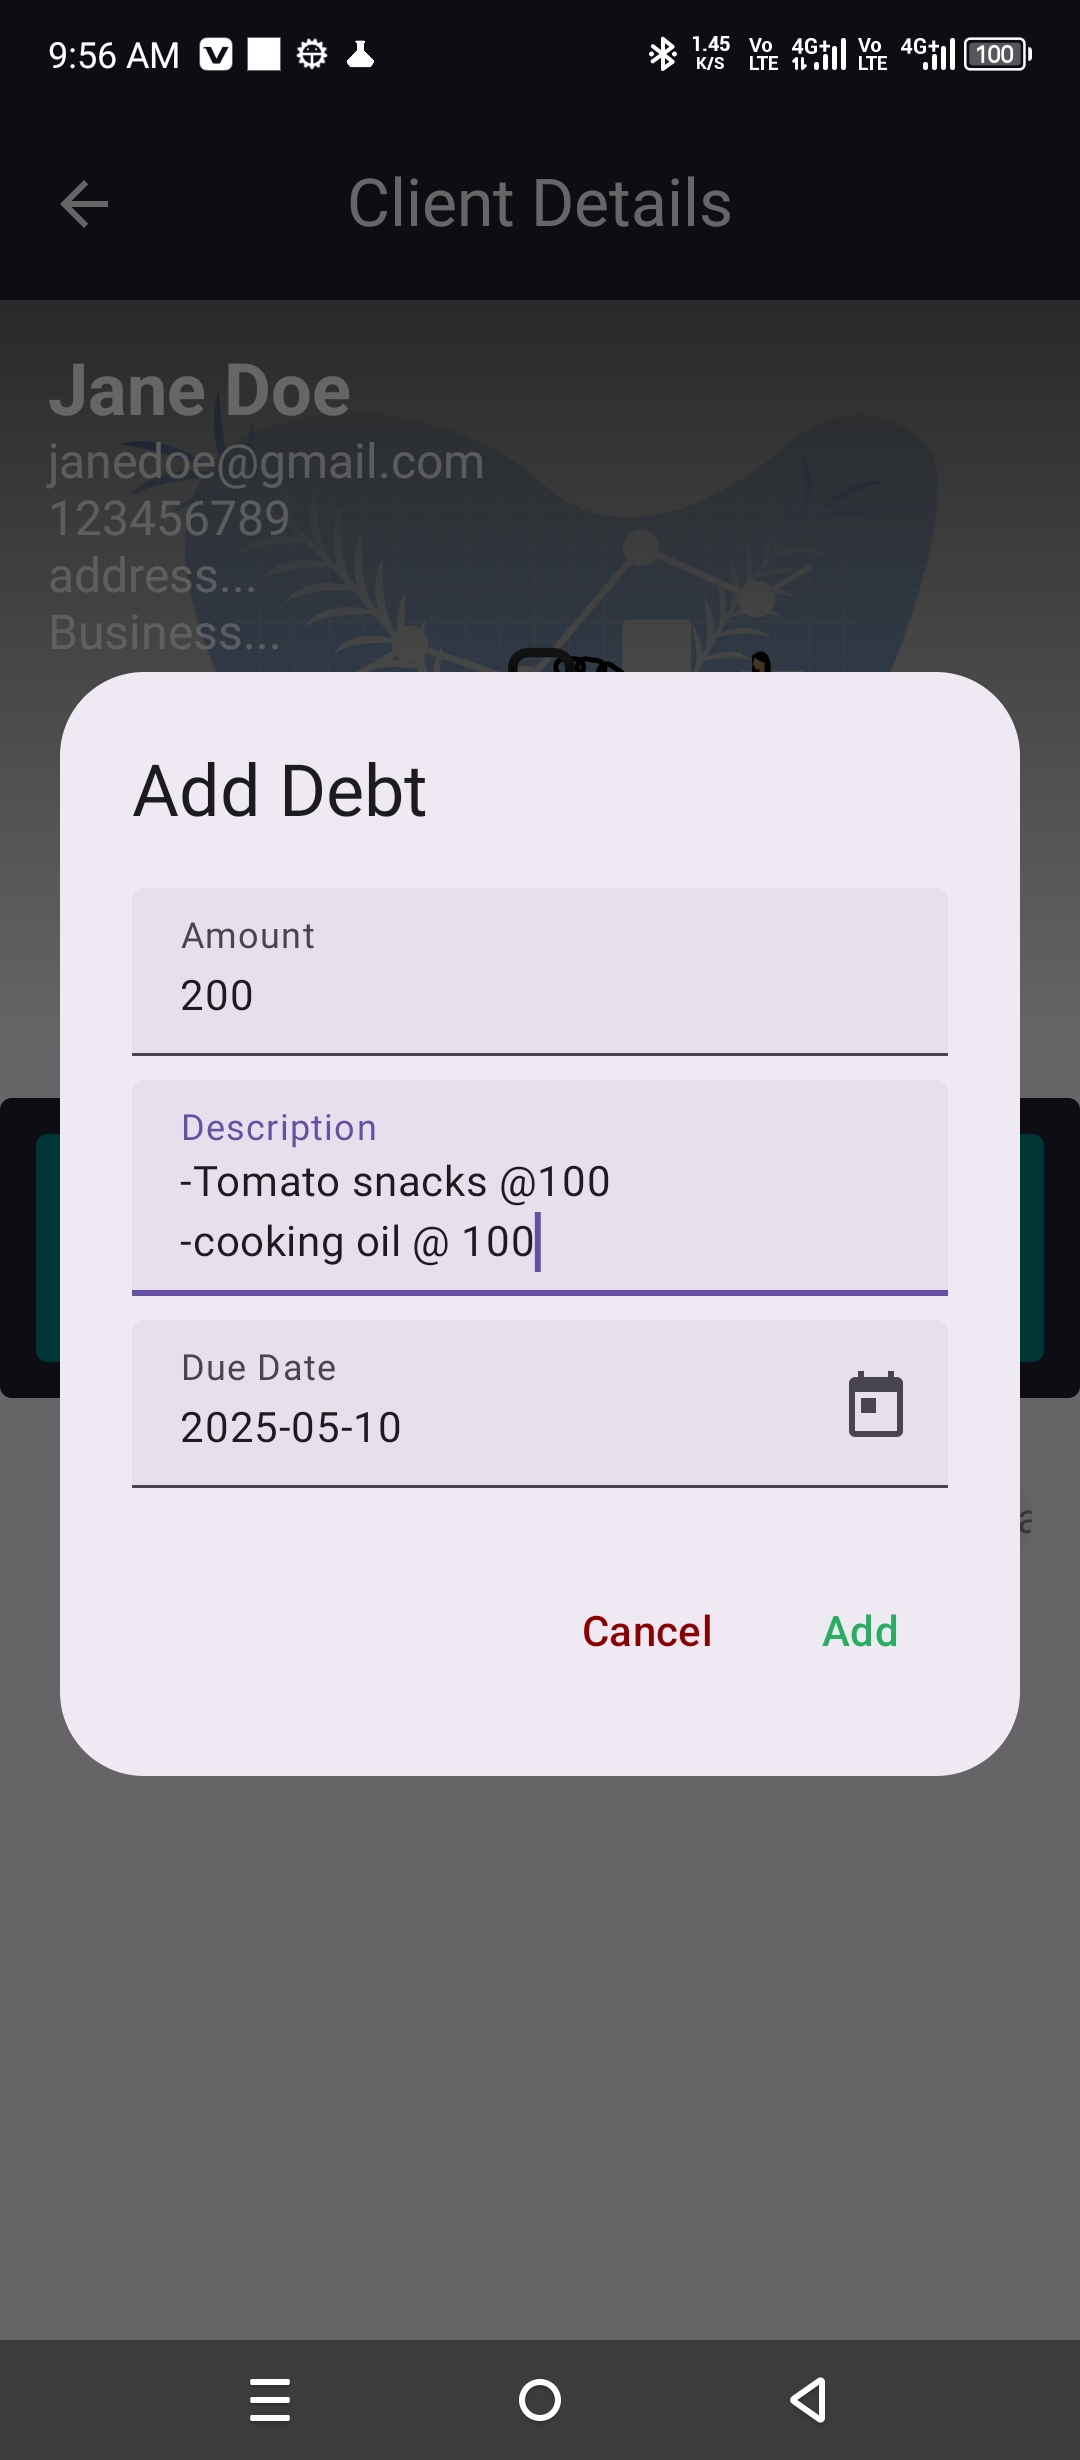 9:56 AM
1.45 K/S
Vo LTE
4G+
Vo LTE
4G+
100
Client Details
Jane Doe
janedoe@gmail.com
123456789
address...
Business...
Add Debt
Amount
200
Description
-Tomato snacks @100
-cooking oil @ 100
Due Date
2025-05-10
Cancel
Add